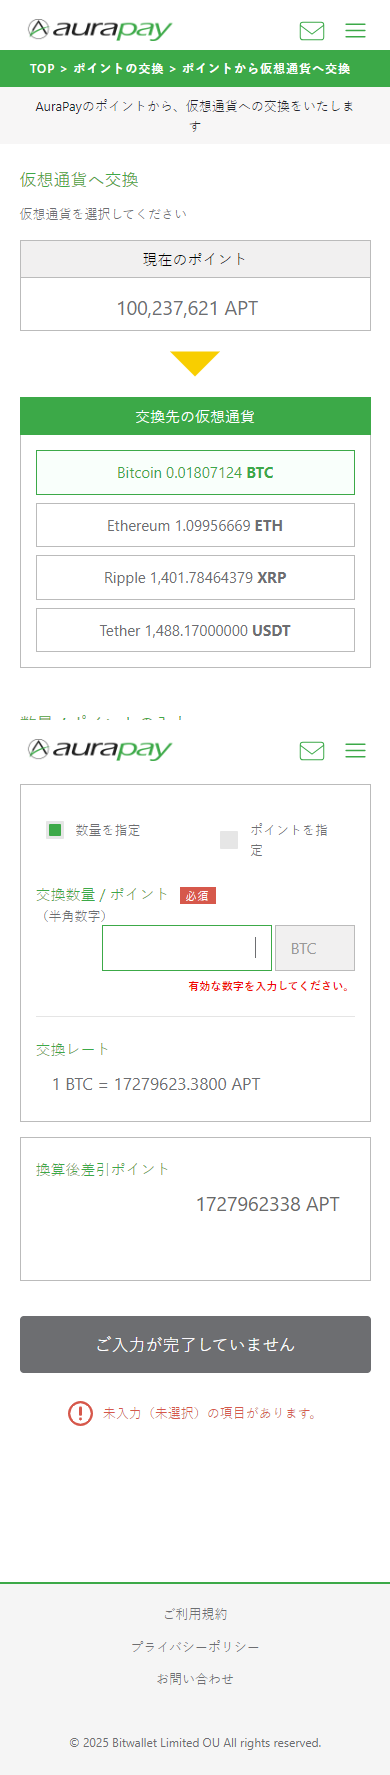 aurapay
TOP > ポイントの交換 > ポイントから仮想通貨へ交換
AuraPayのポイントから、仮想通貨への交換をいたしま
す
仮想通貨へ交換
仮想通貨を選択してください
現在のポイント
100,237,621 APT
交換先の仮想通貨
Bitcoin 0.01807124 BTC
Ethereum 1.09956669 ETH
Ripple 1,401.78464379 XRP
Tether 1,488.17000000 USDT
数量 / ポイントの入力
aurapay
数量を指定
ポイントを指
定
交換数量 / ポイント 必須
（半角数字）
BTC
有効な数字を入力してください。
交換レート
1 BTC = 17279623.3800 APT
換算後差引ポイント
1727962338 APT
ご入力が完了していません
未入力（未選択）の項目があります。
ご利用規約
プライバシーポリシー
お問い合わせ
© 2025 Bitwallet Limited OU All rights reserved.